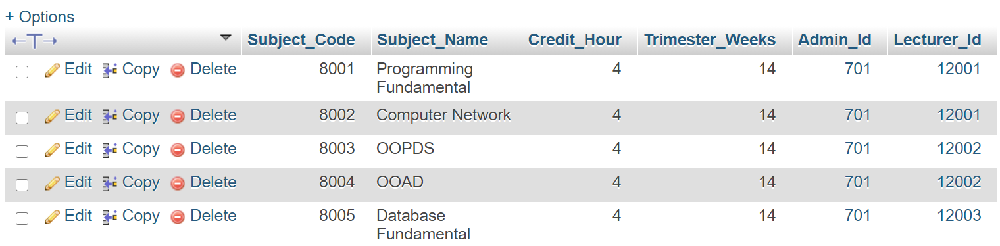 + Options
←T→ Subject_Code Subject_Name Credit_Hour Trimester_Weeks Admin_Id Lecturer_Id
Edit Copy Delete 8001 Programming Fundamental 4 14 701 12001
Edit Copy Delete 8002 Computer Network 4 14 701 12001
Edit Copy Delete 8003 OOPDS 4 14 701 12002
Edit Copy Delete 8004 OOAD 4 14 701 12002
Edit Copy Delete 8005 Database Fundamental 4 14 701 12003